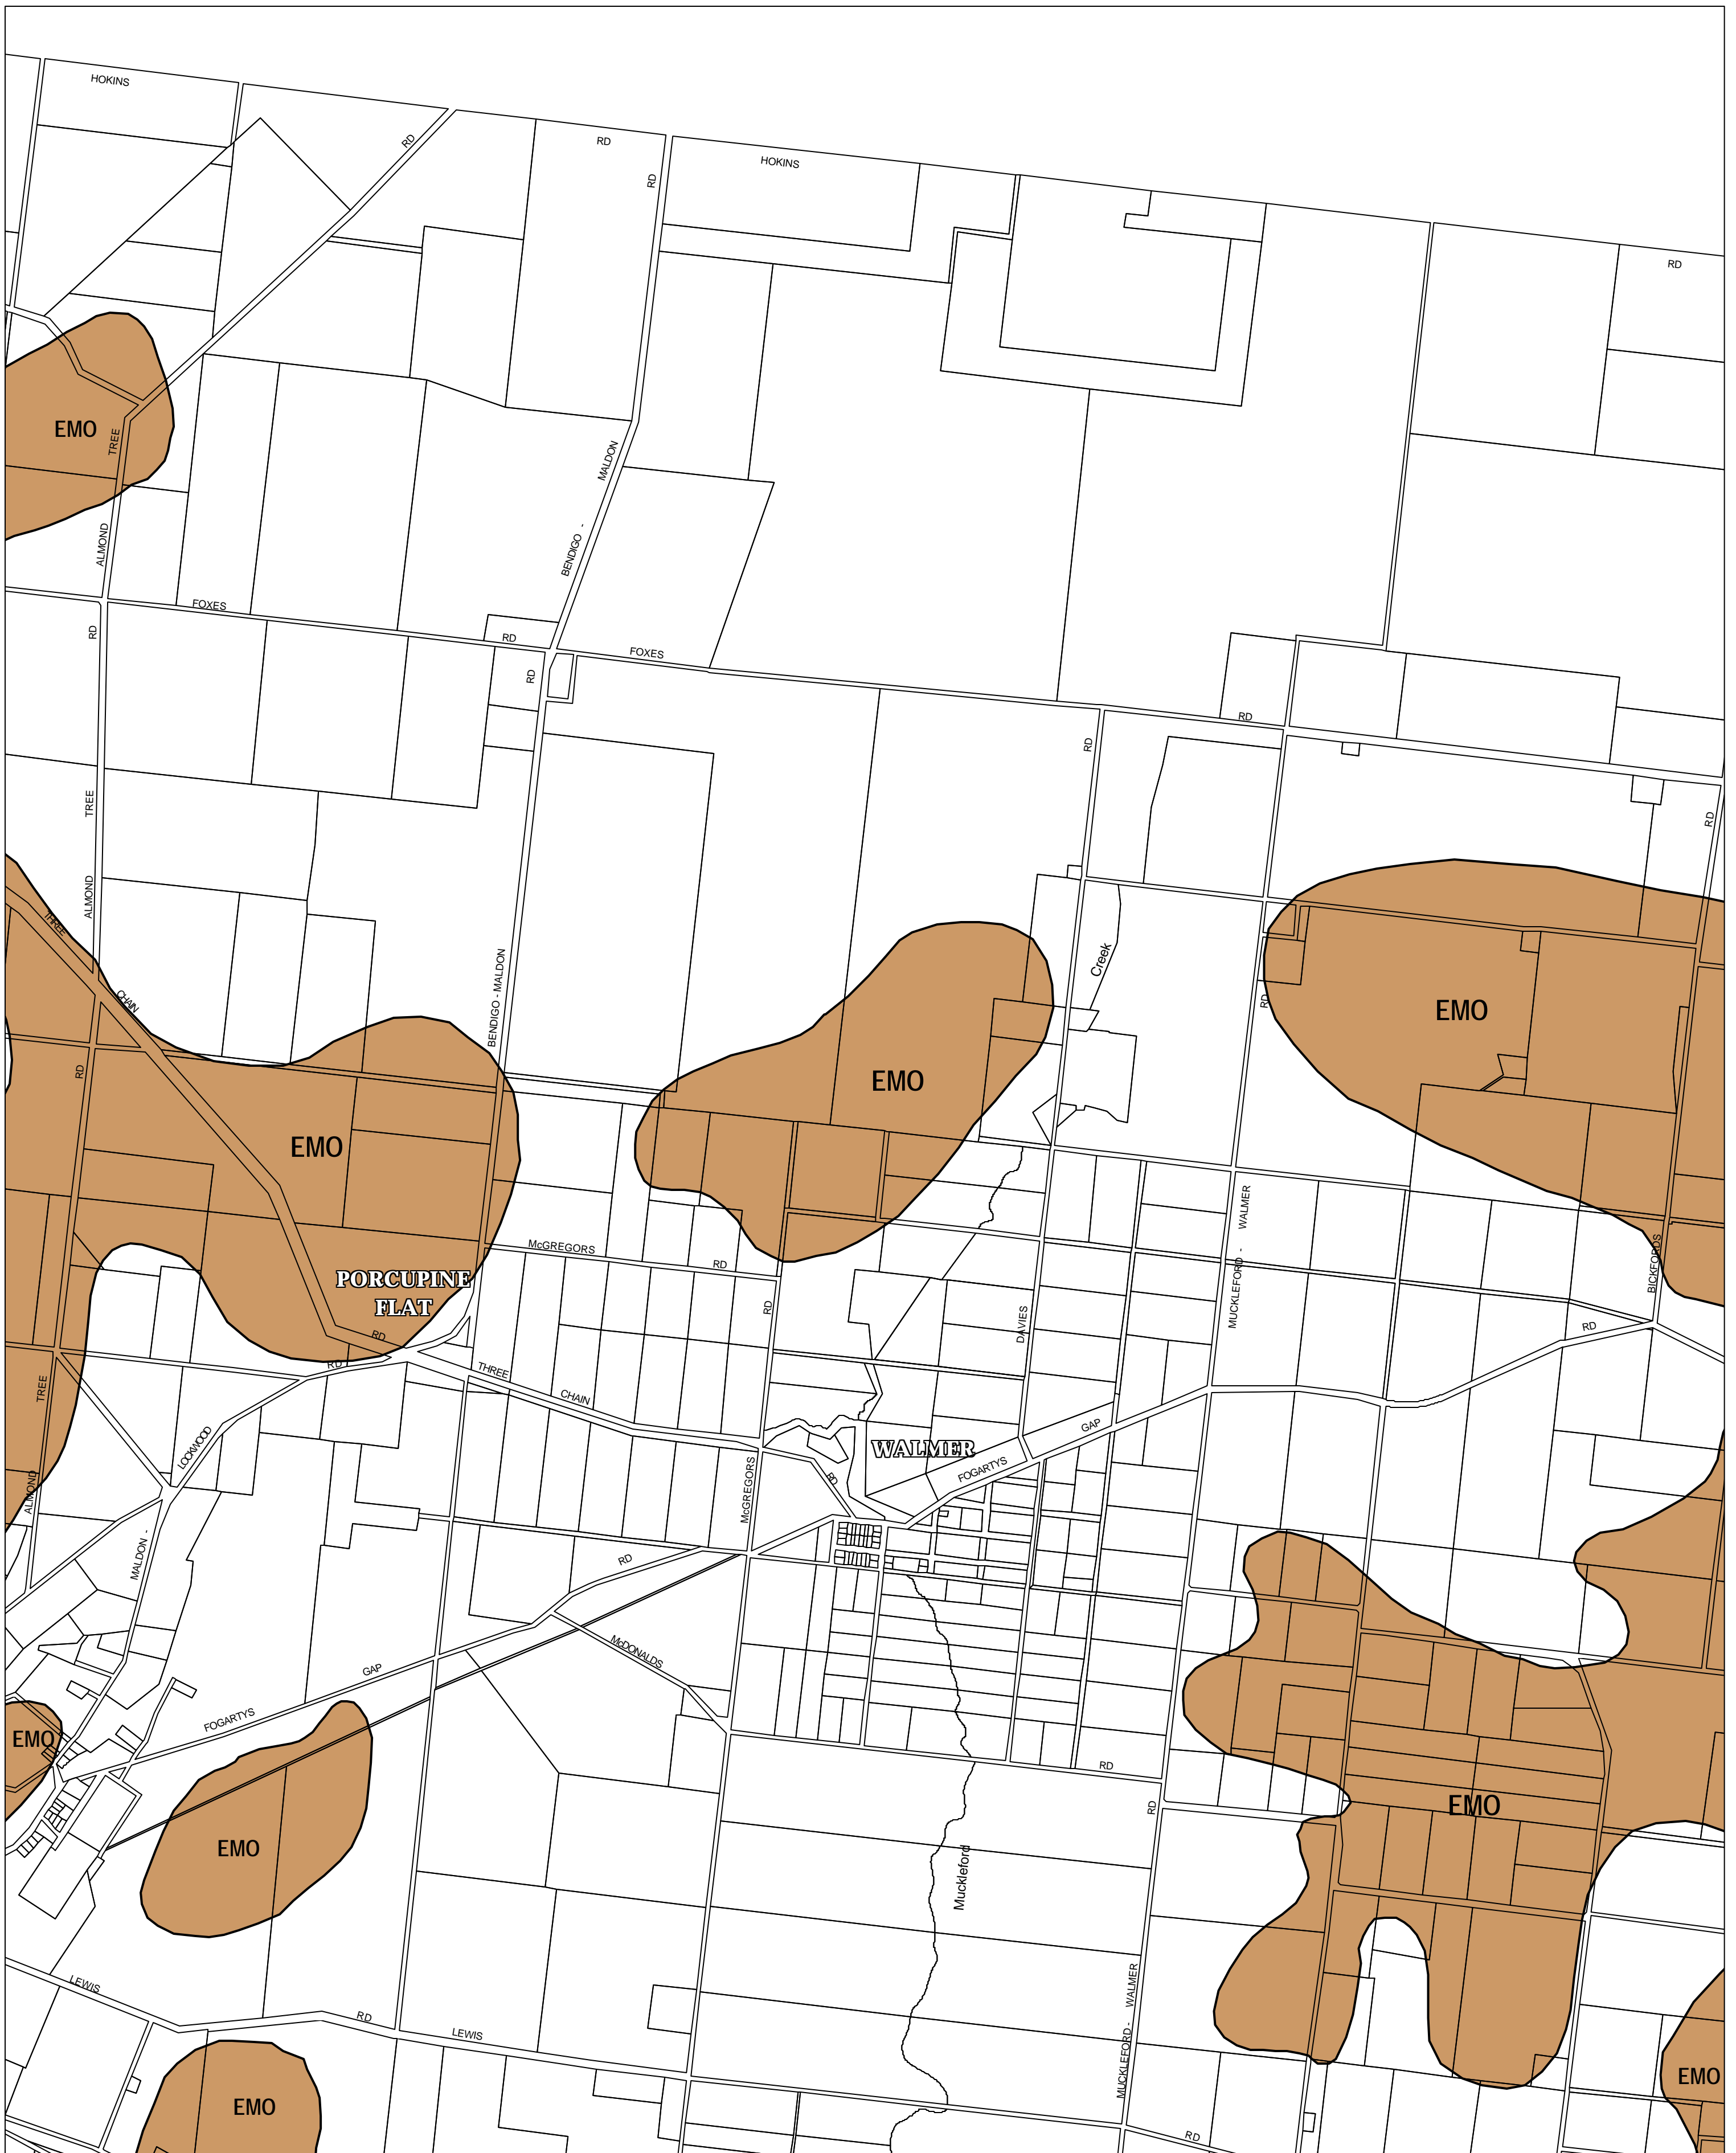 HOKINS
RD
RD
HOKINS
RD
RD
RD
EMO
TREE
MALDON
ALMOND
BENDIGO -
FOXES
RD
RD
FOXES
RD
RD
RD
TREE
RD
ALMOND
THREE
CHAIN
BENDIGO - MALDON
Creek
RD
EMO
EMO
RD
EMO
WALMER
McGREGORS
RD
MUCKLEFORD -
BICKFORDS
PORCUPINE
FLAT
RD
DAVIES
RD
RD
RD
THREE
CHAIN
TREE
GAP
LOCKWOOD
WALMER
FOGARTYS
RD
ALMOND
McGREGORS
MALDON -
RD
McDONALDS
GAP
FOGARTYS
EMO
RD
RD
EMO
EMO
Muckleford
WALMER
LEWIS
RD
LEWIS
MUCKLEFORD -
EMO
EMO
RD